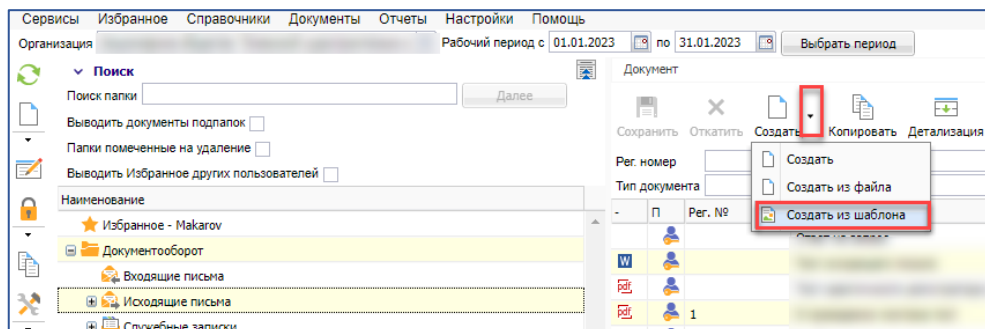 Сервисы Избранное Справочники Документы Отчеты Настройки Помощь
Организация Рабочий период с 01.01.2023 по 31.01.2023 Выбрать период
Поиск
Поиск папки Далее
Выводить документы подпапок
Папки помеченные на удаление
Выводить Избранное других пользователей
Наименование
Избранное - Makarov
Документооборот
Входящие письма
Исходящие письма
Служебные записки
Документ
Сохранить Откатить Создать Копировать Детализация
Рег. номер
Тип документа
Создать
Создать из файла
Создать из шаблона
- П Рег. №
W
pdf
pdf 1